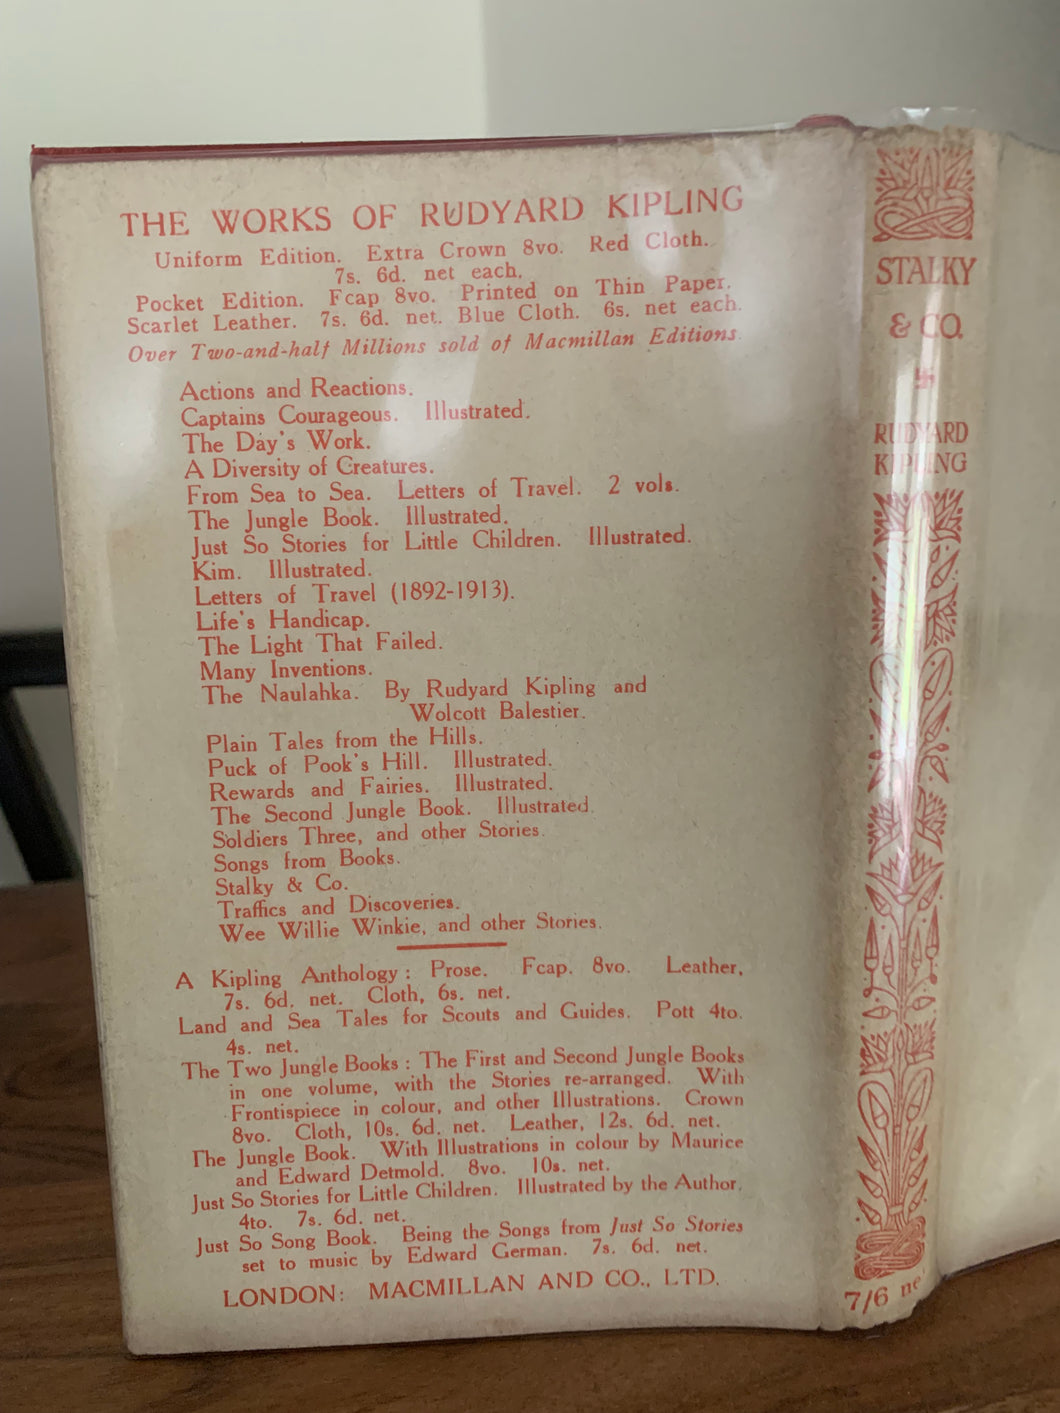 THE WORKS OF RUDYARD KIPLING
Uniform Edition. Extra Crown 8vo. Red Cloth.
7s. 6d. net each.
Pocket Edition. Fcap 8vo. Printed on Thin Paper.
Scarlet Leather. 7s. 6d. net. Blue Cloth. 6s. net each.
Over Two-and-half Millions sold of Macmillan Editions.
Actions and Reactions.
Captains Courageous. Illustrated.
The Day's Work.
A Diversity of Creatures.
From Sea to Sea. Letters of Travel. 2 vols.
The Jungle Book. Illustrated.
Just So Stories for Little Children. Illustrated.
Kim. Illustrated.
Letters of Travel (1892-1913).
Life's Handicap.
The Light That Failed.
Many Inventions.
The Naulahka. By Rudyard Kipling and
Wolcott Balestier.
Plain Tales from the Hills.
Puck of Pook's Hill. Illustrated.
Rewards and Fairies. Illustrated.
The Second Jungle Book. Illustrated.
Soldiers Three, and other Stories.
Songs from Books.
Stalky & Co.
Traffics and Discoveries.
Wee Willie Winkie, and other Stories.
A Kipling Anthology: Prose. Fcap. 8vo. Leather,
7s. 6d. net. Cloth, 6s. net.
Land and Sea Tales for Scouts and Guides. Pott 4to.
4s. net.
The Two Jungle Books: The First and Second Jungle Books
in one volume, with the Stories re-arranged. With
Frontispiece in colour, and other Illustrations. Crown
8vo. Cloth, 10s. 6d. net. Leather, 12s. 6d. net.
The Jungle Book. With Illustrations in colour by Maurice
and Edward Detmold. 8vo. 10s. net.
Just So Stories for Little Children. Illustrated by the Author.
4to. 7s. 6d. net.
Just So Song Book. Being the Songs from Just So Stories
set to music by Edward German. 7s. 6d. net.
LONDON: MACMILLAN AND CO., LTD.
STALKY
& CO.
RUDYARD
KIPLING
7/6 ne